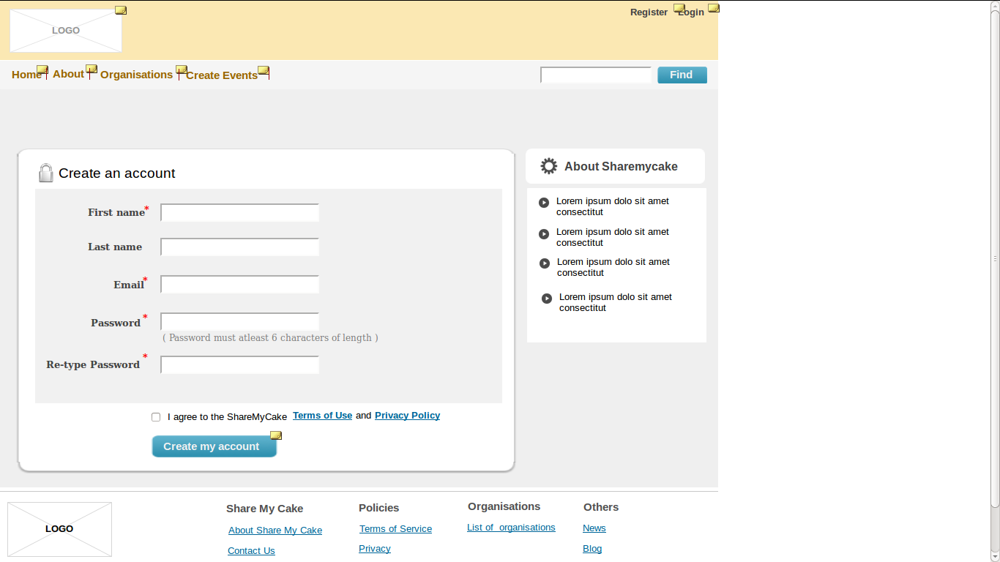 LOGO
Register Login
Home About Organisations Create Events
Find
Create an account
First name*
Last name
Email*
Password *
( Password must atleast 6 characters of length )
Re-type Password *
I agree to the ShareMyCake Terms of Use and Privacy Policy
Create my account
About Sharemycake
Lorem ipsum dolo sit amet
consectitut
Lorem ipsum dolo sit amet
consectitut
Lorem ipsum dolo sit amet
consectitut
Lorem ipsum dolo sit amet
consectitut
LOGO
Share My Cake
About Share My Cake
Contact Us
Policies
Terms of Service
Privacy
Organisations
List of organisations
Others
News
Blog